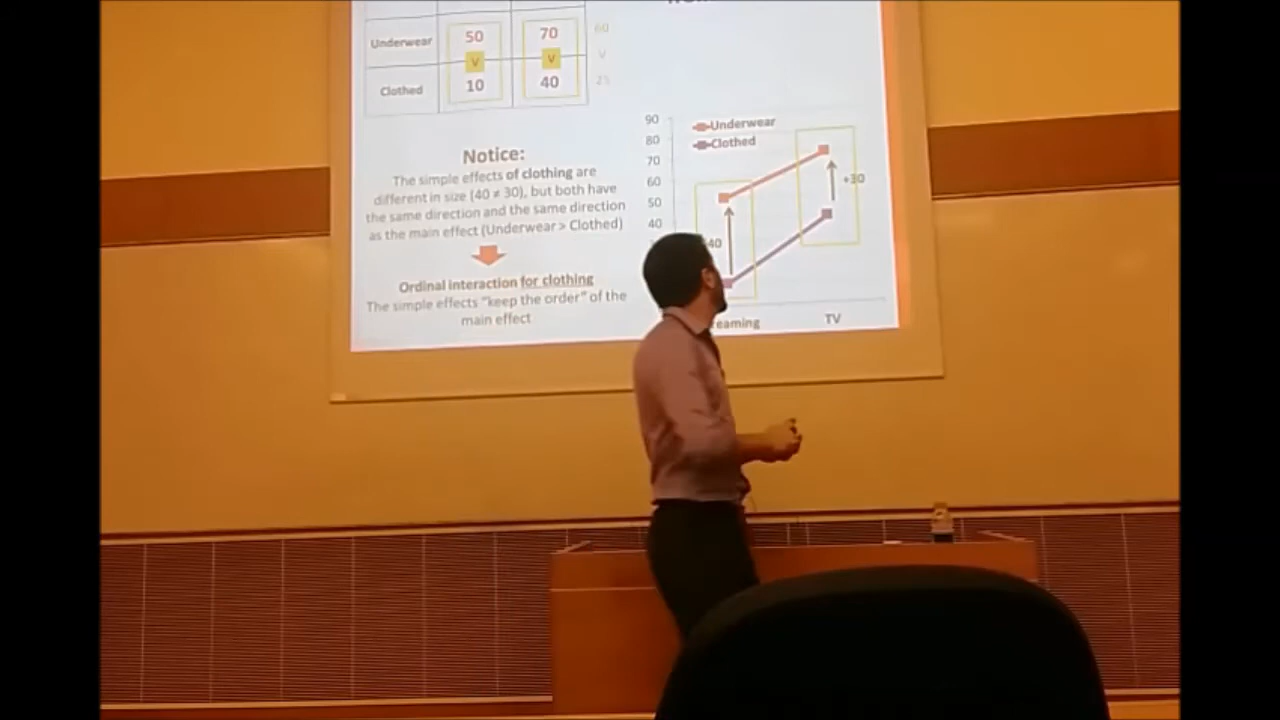 Underwear 50 70 60
V V V
Clothed 10 40 25
Notice:
The simple effects of clothing are
different in size (40 ≠ 30), but both have
the same direction and the same direction
as the main effect (Underwear > Clothed)
Ordinal interaction for clothing
The simple effects "keep the order" of the
main effect
90
80
70
60
50
40
Underwear
Clothed
+30
40
eaming TV